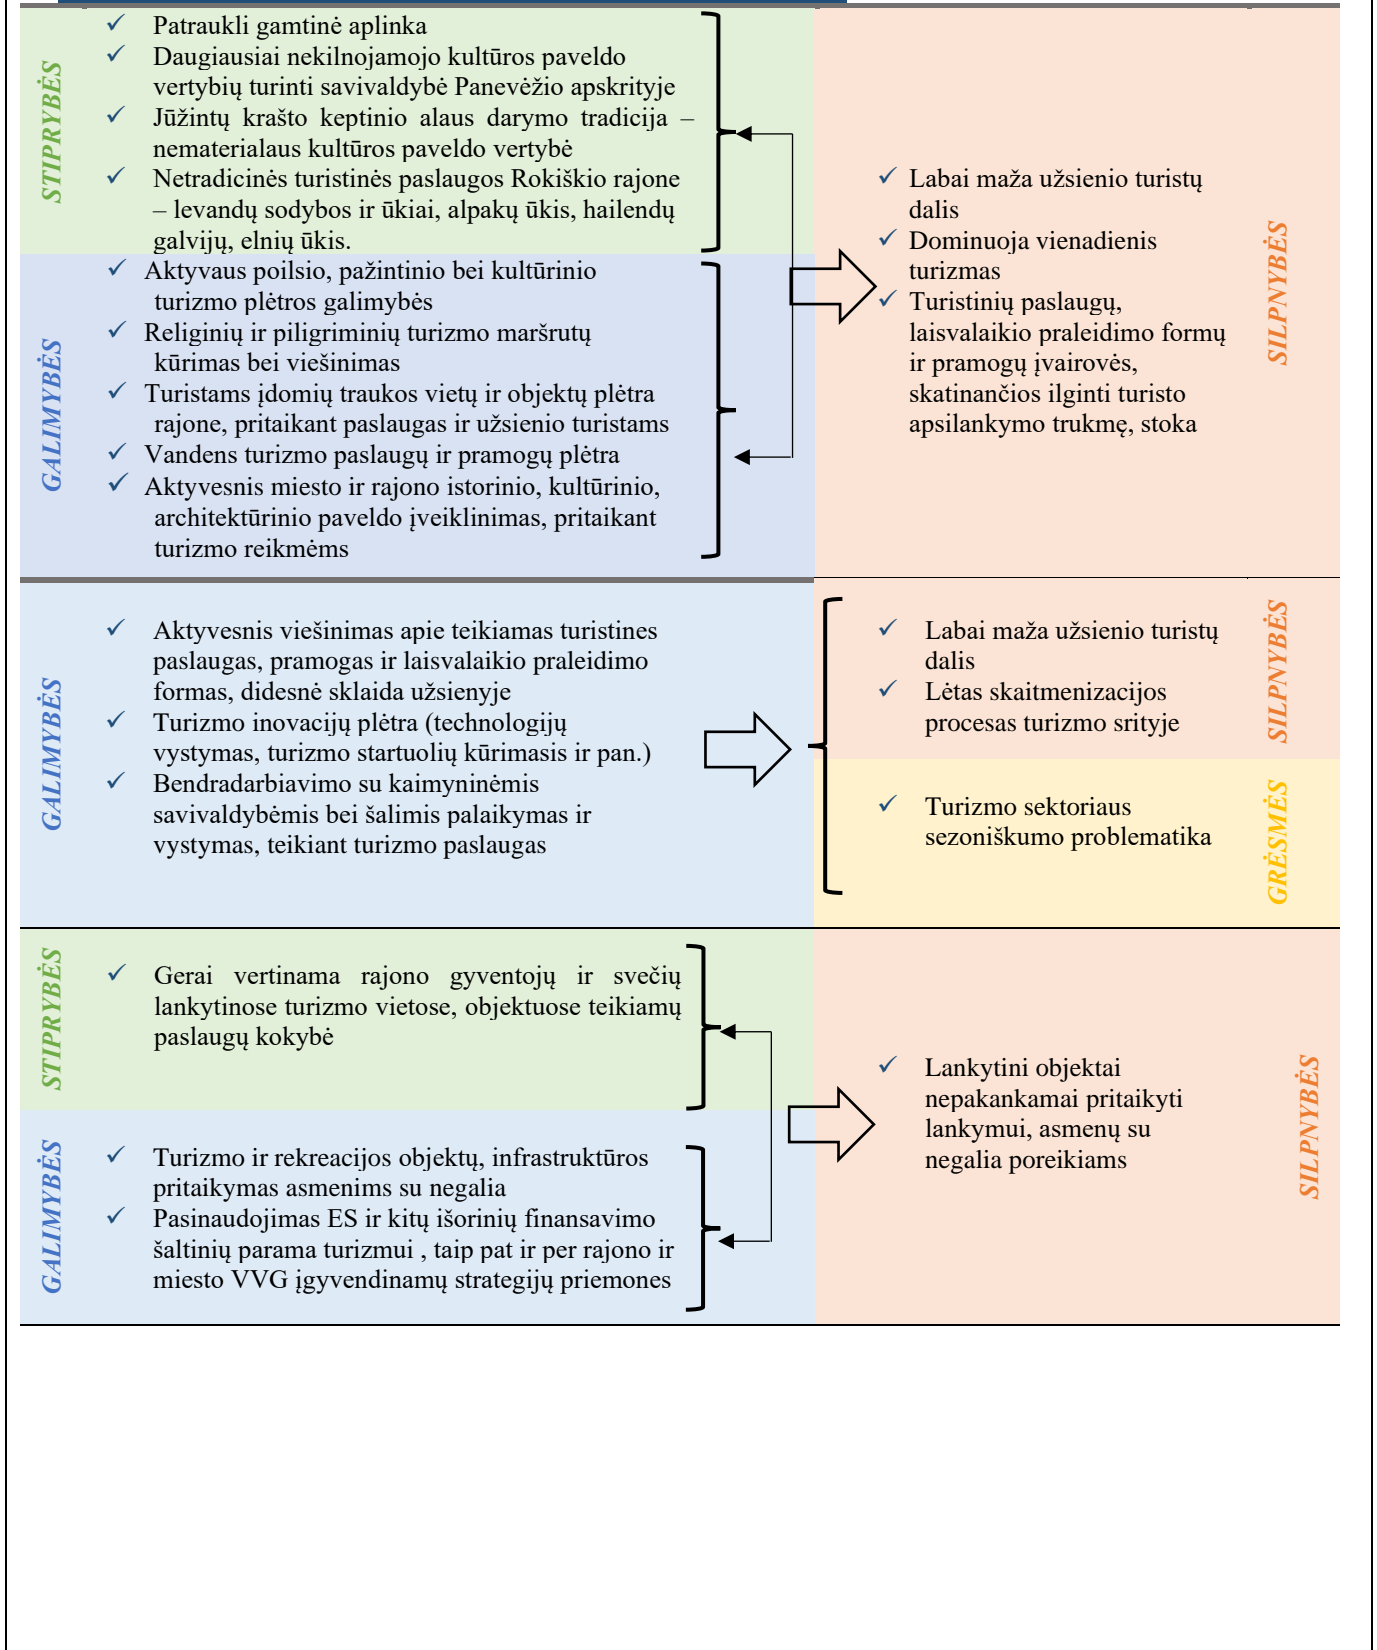 STIPRYBĖS
✓ Patraukli gamtinė aplinka
✓ Daugiausiai nekilnojamojo kultūros paveldo
vertybių turinti savivaldybė Panevėžio apskrityje
✓ Jūžintų krašto keptinio alaus darymo tradicija –
nematerialaus kultūros paveldo vertybė
✓ Netradicinės turistinės paslaugos Rokiškio rajone
– levandų sodybos ir ūkiai, alpakų ūkis, hailendų
galvijų, elnių ūkis.
GALIMYBĖS
✓ Aktyvaus poilsio, pažintinio bei kultūrinio
turizmo plėtros galimybės
✓ Religinių ir piligriminių turizmo maršrutų
kūrimas bei viešinimas
✓ Turistams įdomių traukos vietų ir objektų plėtra
rajone, pritaikant paslaugas ir užsienio turistams
✓ Vandens turizmo paslaugų ir pramogų plėtra
✓ Aktyvesnis miesto ir rajono istorinio, kultūrinio,
architektūrinio paveldo įveiklinimas, pritaikant
turizmo reikmėms
✓ Labai maža užsienio turistų
dalis
✓ Dominuoja vienadienis
turizmas
✓ Turistinių paslaugų,
laisvalaikio praleidimo formų
ir pramogų įvairovės,
skatinančios ilginti turisto
apsilankymo trukmę, stoka
SILPNYBĖS
GALIMYBĖS
✓ Aktyvesnis viešinimas apie teikiamas turistines
paslaugas, pramogas ir laisvalaikio praleidimo
formas, didesnė sklaida užsienyje
✓ Turizmo inovacijų plėtra (technologijų
vystymas, turizmo startuolių kūrimasis ir pan.)
✓ Bendradarbiavimo su kaimyninėmis
savivaldybėmis bei šalimis palaikymas ir
vystymas, teikiant turizmo paslaugas
✓ Labai maža užsienio turistų
dalis
✓ Lėtas skaitmenizacijos
procesas turizmo srityje
SILPNYBĖS
✓ Turizmo sektoriaus
sezoniškumo problematika
GRĖSMĖS
STIPRYBĖS
✓ Gerai vertinama rajono gyventojų ir svečių
lankytinose turizmo vietose, objektuose teikiamų
paslaugų kokybė
GALIMYBĖS
✓ Turizmo ir rekreacijos objektų, infrastruktūros
pritaikymas asmenims su negalia
✓ Pasinaudojimas ES ir kitų išorinių finansavimo
šaltinių parama turizmui , taip pat ir per rajono ir
miesto VVG įgyvendinamų strategijų priemones
✓ Lankytini objektai
nepakankamai pritaikyti
lankymui, asmenų su
negalia poreikiams
SILPNYBĖS